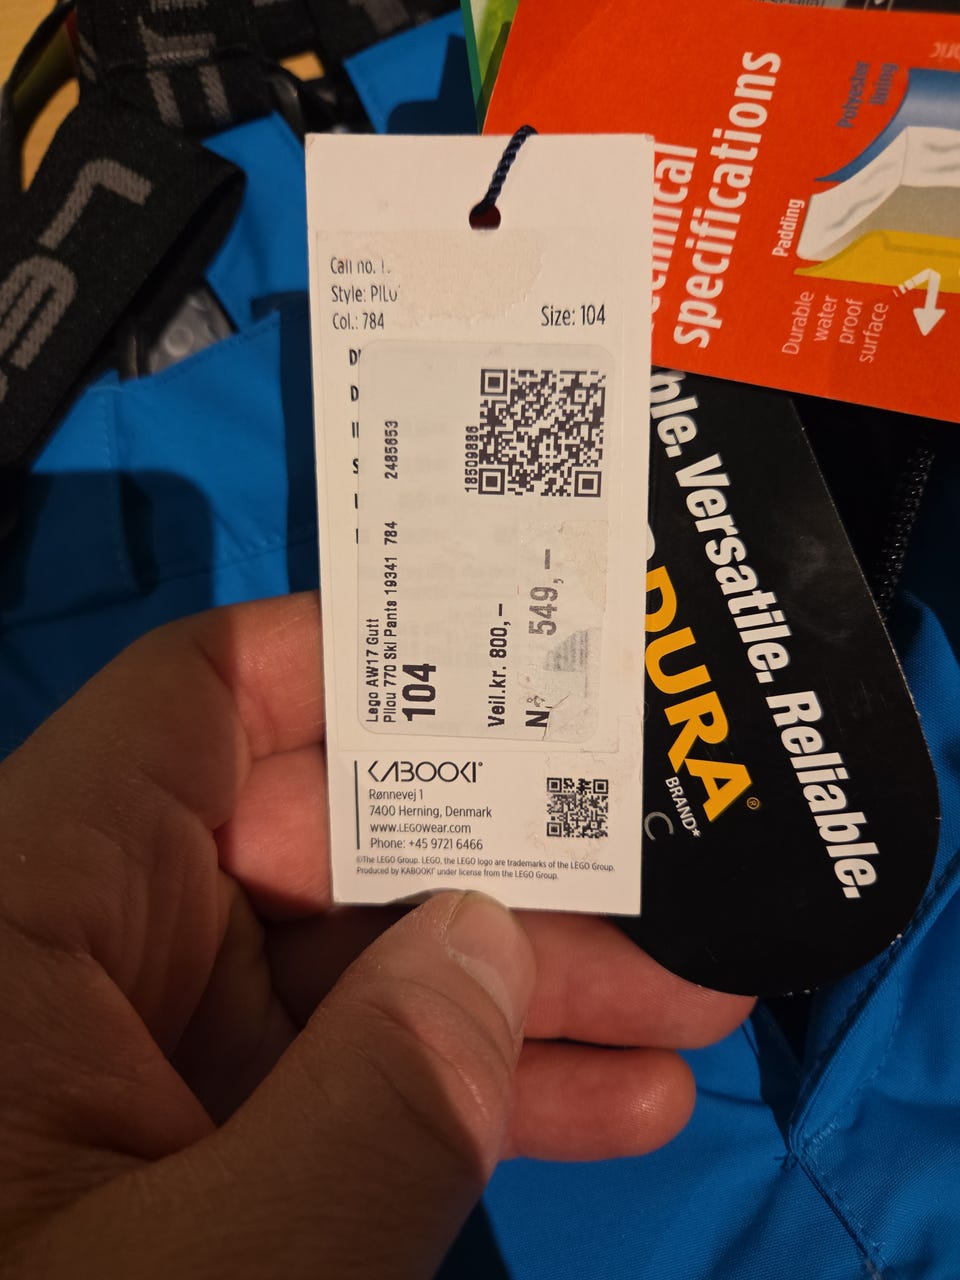 Call no.
Style: PILO
Col.: 784
Size: 104
2485653
18509886
Lego AW17 Gutt
Pilou 770 Ski Pants 19341 784
104
Veil.kr. 800,-
549,-
KABOOKI®
Rønnevej 1
7400 Herning, Denmark
www.LEGOwear.com
Phone: +45 9721 6466
©The LEGO Group. LEGO, the LEGO logo are trademarks of the LEGO Group.
Produced by KABOOKI® under license from the LEGO Group.
specifications
Polyester
lining
Padding
Durable
water
proof
surface
Versatile. Reliable.
DURA®
BRAND*